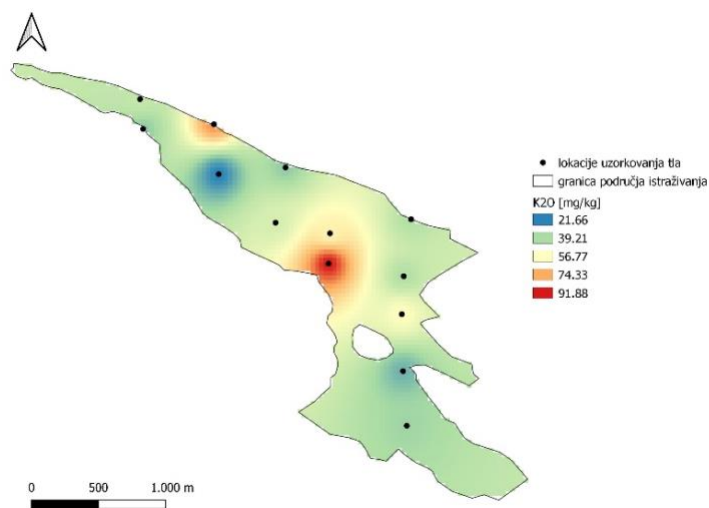 lokacije uzorkovanja tla
granica područja istraživanja
K2O [mg/kg]
21.66
39.21
56.77
74.33
91.88
0 500 1.000 m